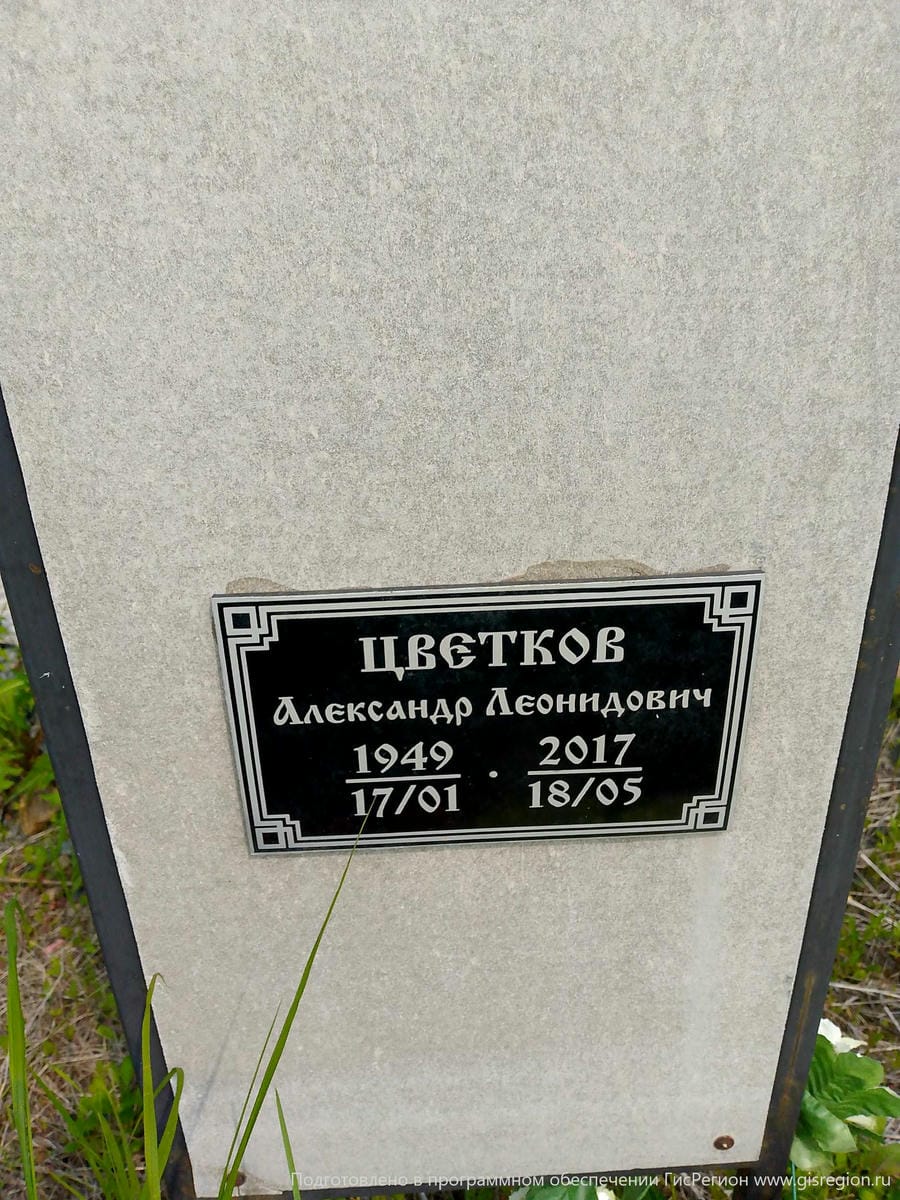 ЦВЕТКОВ
Александр Леонидович
1949 · 2017
17/01 18/05
Подготовлено в программном обеспечении ГисРегион www.gisregion.ru